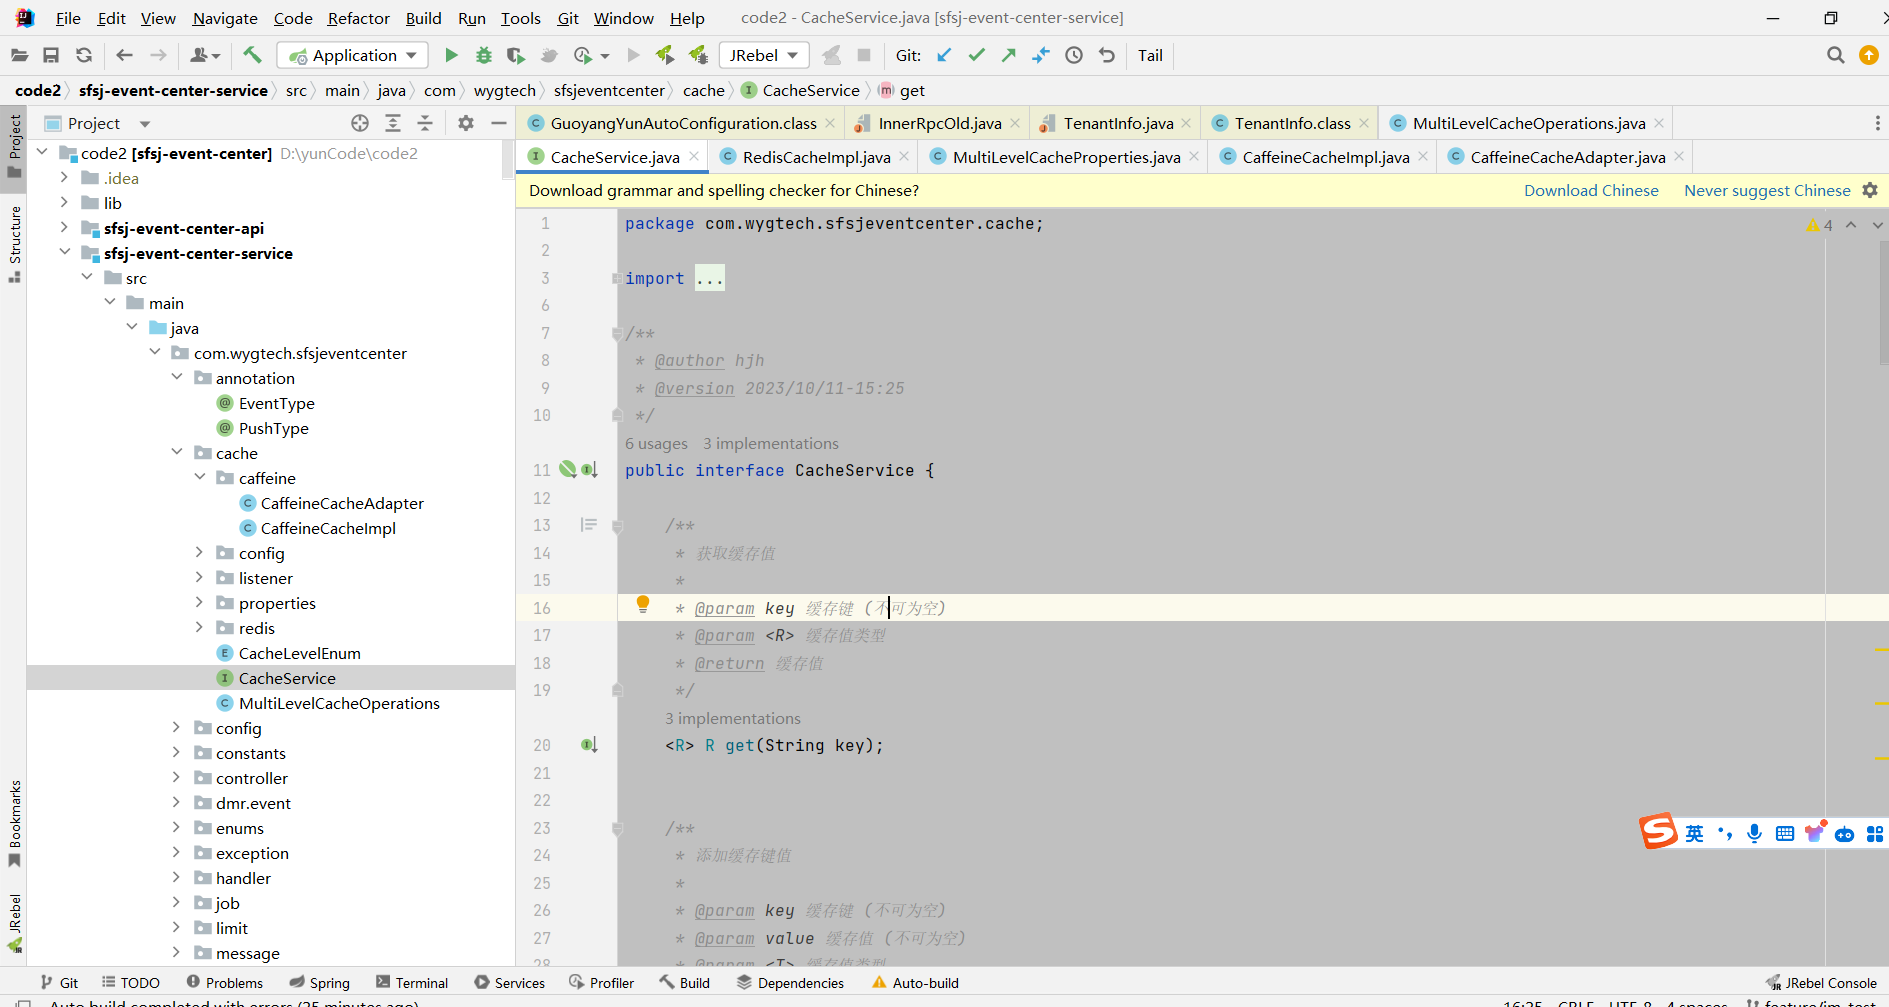 File Edit View Navigate Code Refactor Build Run Tools Git Window Help code2 - CacheService.java [sfsj-event-center-service]
Application JRebel Git: Tail
code2 sfsj-event-center-service src main java com wygtech sfsjeventcenter cache CacheService get
Project
GuoyangYunAutoConfiguration.class InnerRpcOld.java TenantInfo.java TenantInfo.class MultiLevelCacheOperations.java
CacheService.java RedisCacheImpl.java MultiLevelCacheProperties.java CaffeineCacheImpl.java CaffeineCacheAdapter.java
Download grammar and spelling checker for Chinese? Download Chinese Never suggest Chinese
Project
Structure
Bookmarks
JRebel
code2 [sfsj-event-center] D:\yunCode\code2
.idea
lib
sfsj-event-center-api
sfsj-event-center-service
src
main
java
com.wygtech.sfsjeventcenter
annotation
EventType
PushType
cache
caffeine
CaffeineCacheAdapter
CaffeineCacheImpl
config
listener
properties
redis
CacheLevelEnum
CacheService
MultiLevelCacheOperations
config
constants
controller
dmr.event
enums
exception
handler
job
limit
message
4
1 package com.wygtech.sfsjeventcenter.cache;
2
3 import ...
6
7 /**
8 * @author hjh
9 * @version 2023/10/11-15:25
10 */
6 usages 3 implementations
11 public interface CacheService {
12
13 /**
14 * 获取缓存值
15 *
16 * @param key 缓存键 (不可为空)
17 * @param <R> 缓存值类型
18 * @return 缓存值
19 */
3 implementations
20 <R> R get(String key);
21
22
23 /**
24 * 添加缓存键值
25 *
26 * @param key 缓存键 (不可为空)
27 * @param value 缓存值 (不可为空)
28 * @param <T> 缓存值类型
英
Git TODO Problems Spring Terminal Services Profiler Build Dependencies Auto-build JRebel Console
Auto build completed with errors (25 minutes ago) 16:25 CRLF UTF-8 4 spaces feature/im-test